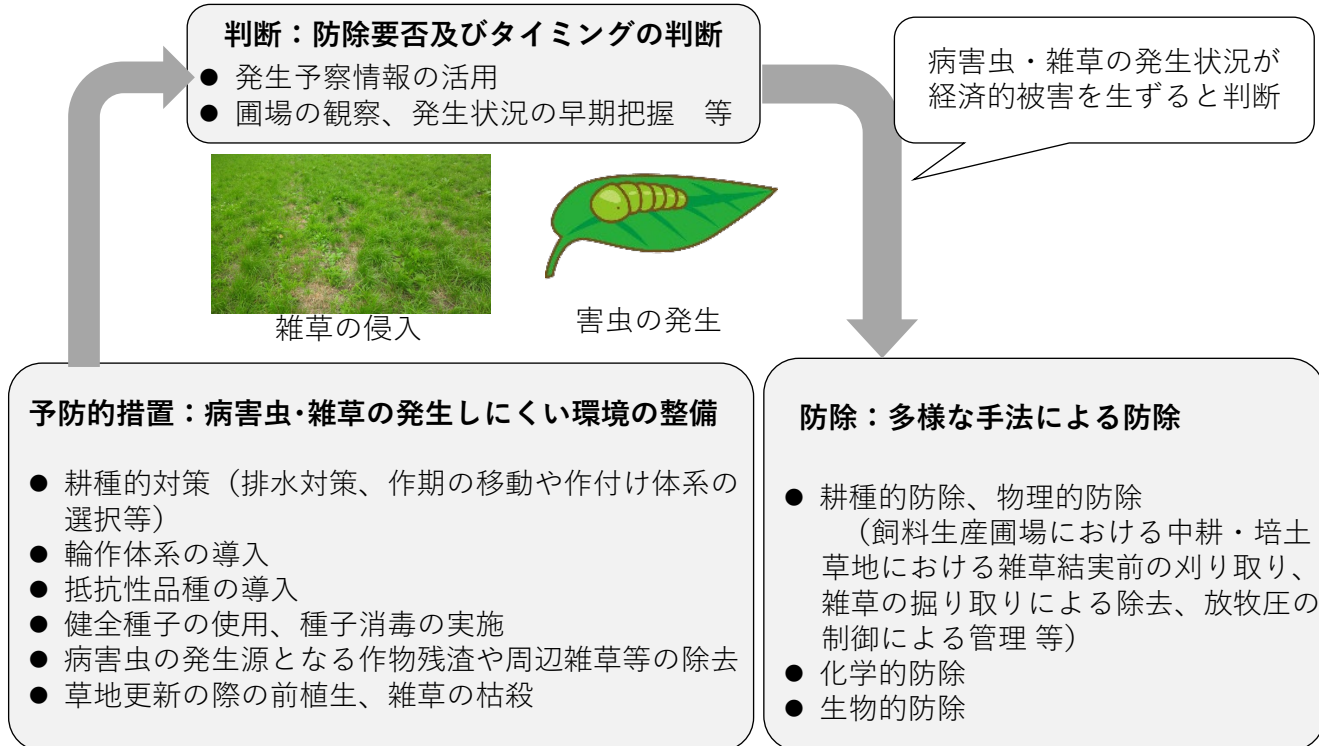 判断：防除要否及びタイミングの判断
● 発生予察情報の活用
● 圃場の観察、発生状況の早期把握　等
病害虫・雑草の発生状況が
経済的被害を生ずると判断
雑草の侵入
害虫の発生
予防的措置：病害虫･雑草の発生しにくい環境の整備
● 耕種的対策（排水対策、作期の移動や作付け体系の
選択等）
● 輪作体系の導入
● 抵抗性品種の導入
● 健全種子の使用、種子消毒の実施
● 病害虫の発生源となる作物残渣や周辺雑草等の除去
● 草地更新の際の前植生、雑草の枯殺
防除：多様な手法による防除
● 耕種的防除、物理的防除
（飼料生産圃場における中耕・培土
草地における雑草結実前の刈り取り、
雑草の掘り取りによる除去、放牧圧の
制御による管理 等）
● 化学的防除
● 生物的防除